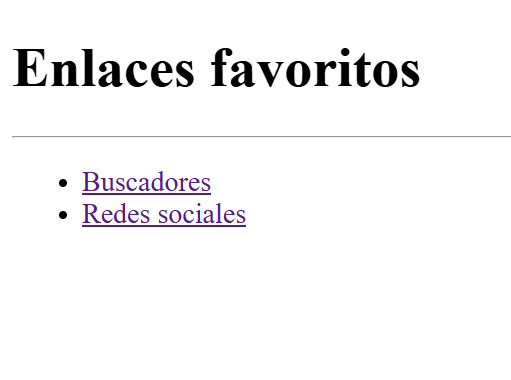 Enlaces favoritos
Buscadores
Redes sociales